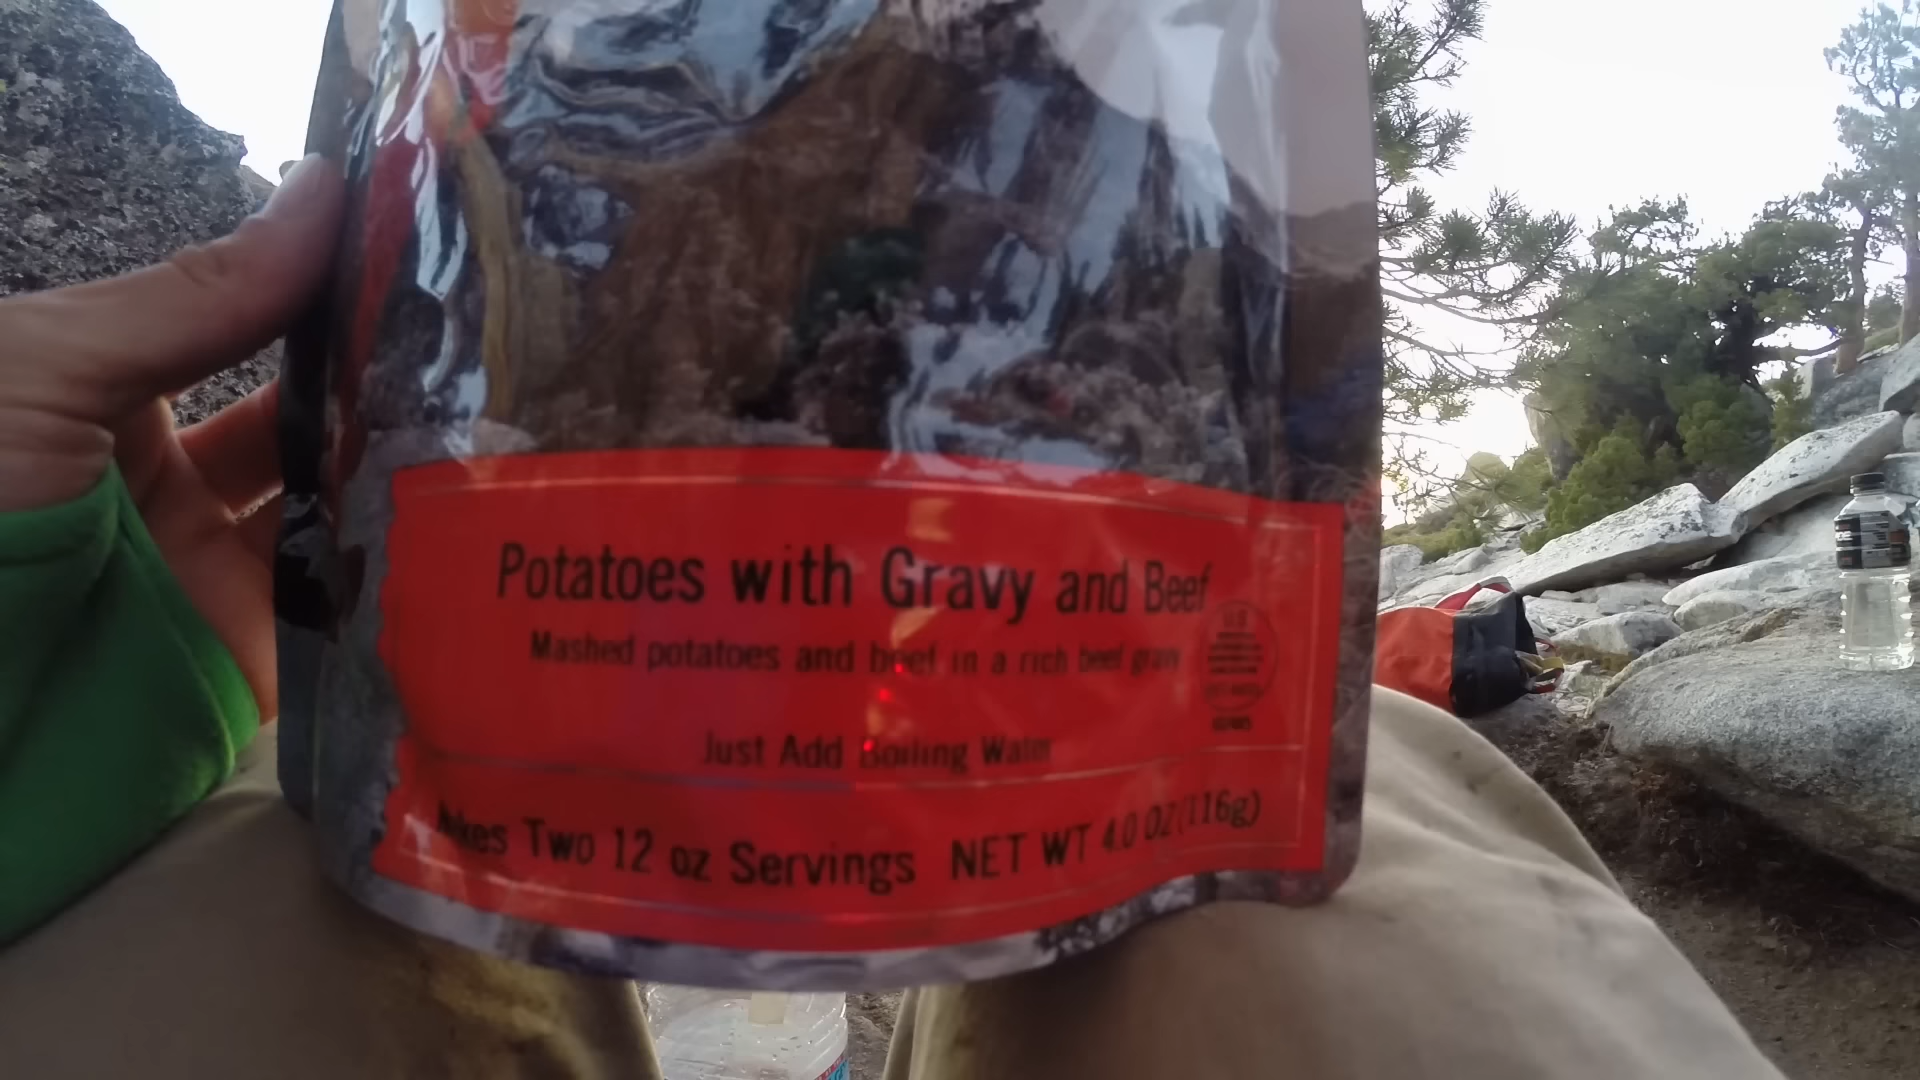 Potatoes with Gravy and Beef
Mashed potatoes and beef in a rich beef gravy
U.S.
Just Add Boiling Water
Makes Two 12 oz Servings NET WT 4.0 OZ (116g)